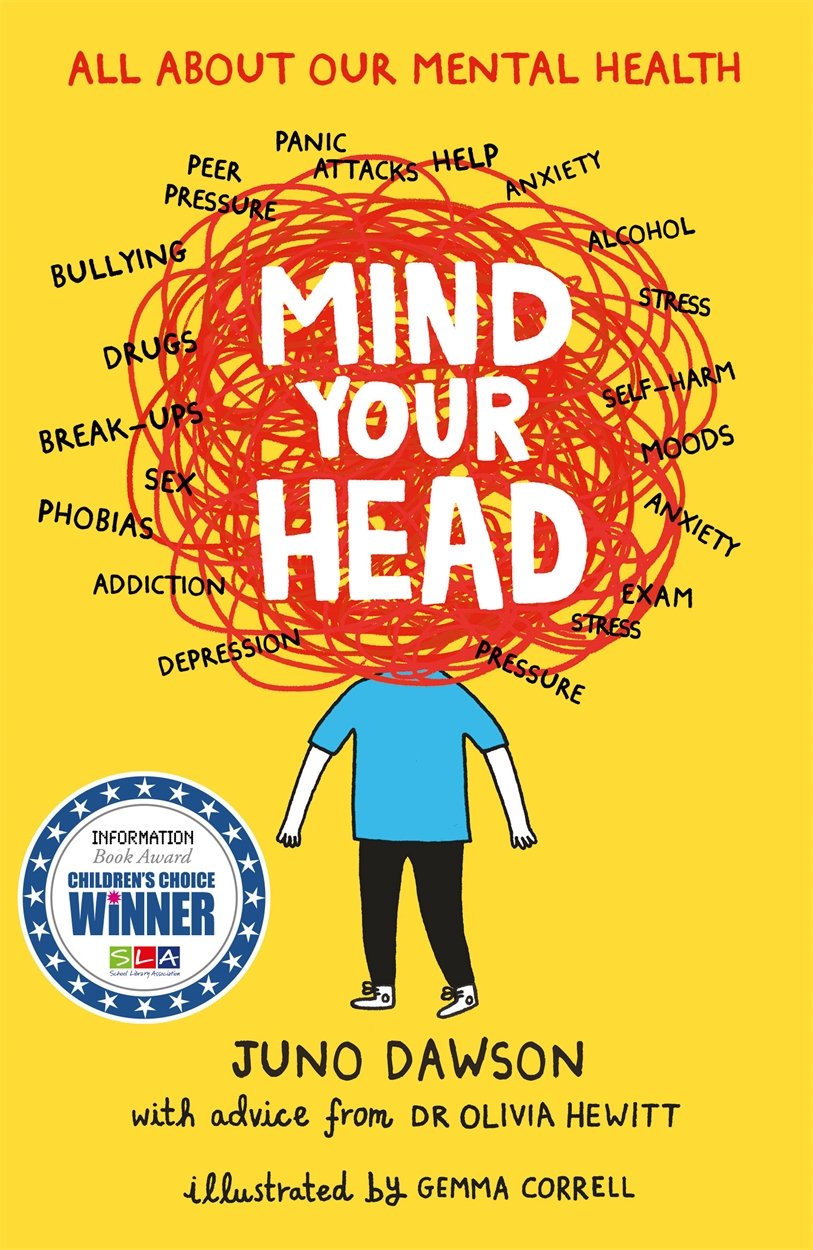 ALL ABOUT OUR MENTAL HEALTH
PANIC
ATTACKS
HELP
ANXIETY
PEER
PRESSURE
ALCOHOL
BULLYING
STRESS
DRUGS
SELF-HARM
BREAK-UPS
MOODS
SEX
PHOBIAS
ANXIETY
ADDICTION
EXAM
STRESS
DEPRESSION
PRESSURE
MIND
YOUR
HEAD
INFORMATION
Book Award
CHILDREN'S CHOICE
WiNNER
SLA
School Library Association
JUNO DAWSON
with advice from DR OLIVIA HEWITT
illustrated by GEMMA CORRELL